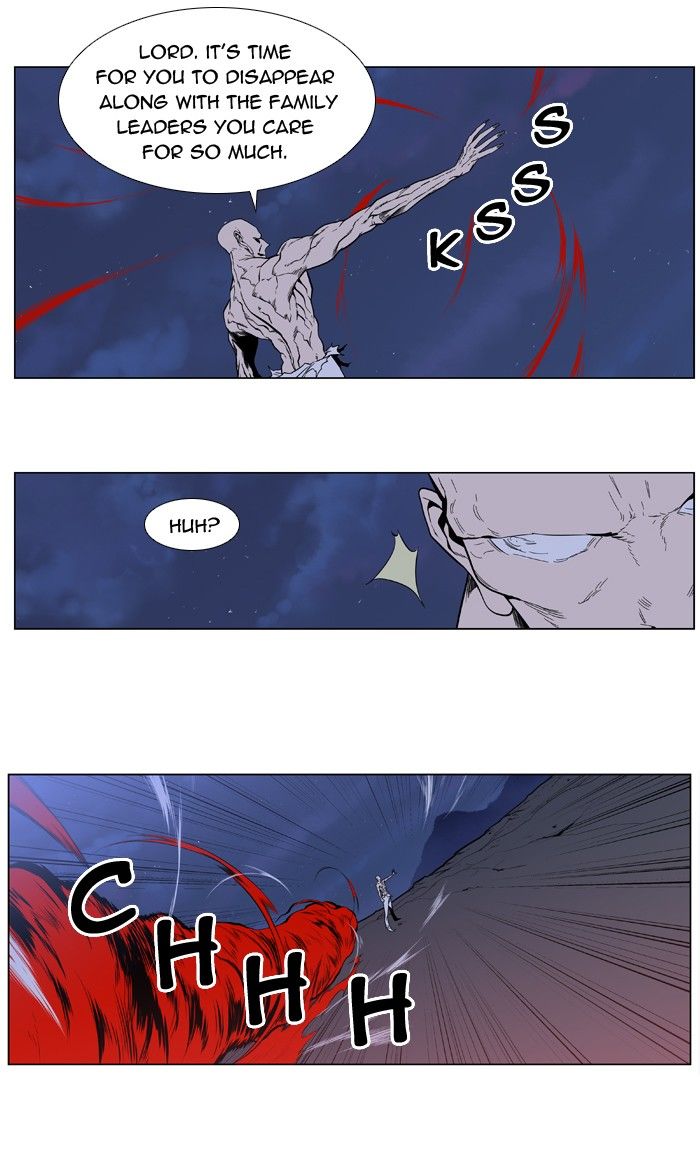 LORD, IT'S TIME
FOR YOU TO DISAPPEAR
ALONG WITH THE FAMILY
LEADERS YOU CARE
FOR SO MUCH.
KSSS
HUH?
CHHH